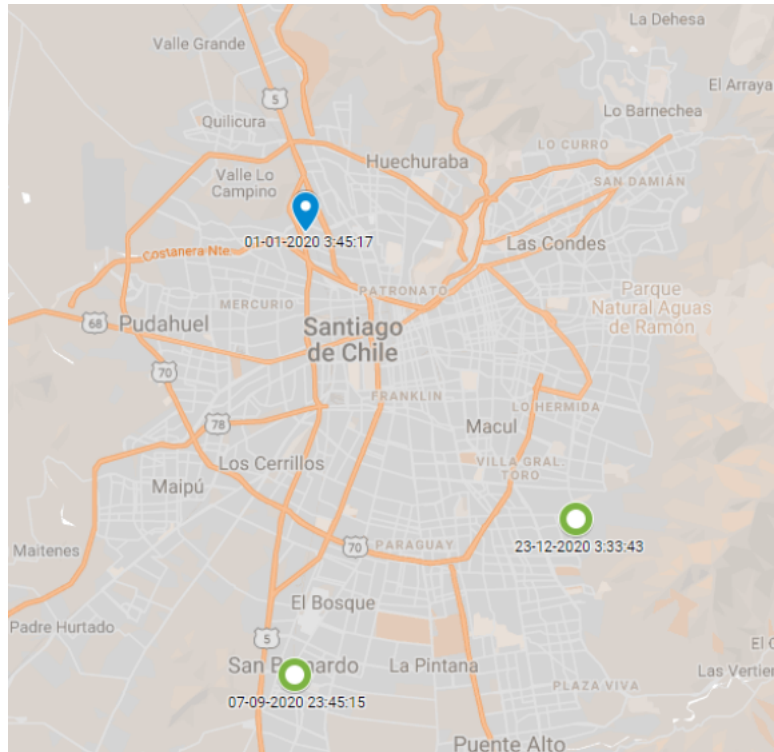 La Dehesa
Valle Grande
El Arraya
5
Lo Barnechea
Quilicura
LO CURRO
Huechuraba
Valle Lo
Campino
SAN DAMIÁN
01-01-2020 3:45:17
Las Condes
Costanera Nte.
PATRONATO
Parque
Natural Aguas
de Ramón
MERCURIO
68
Pudahuel
Santiago
de Chile
70
FRANKLIN
LO HERMIDA
78
Macul
Los Cerrillos
VILLA GRAL.
TORO
Maipú
70
PARAGUAY
23-12-2020 3:33:43
Maitenes
El Bosque
Padre Hurtado
5
San Bernardo
La Pintana
Las Vertier
PLAZA VIVA
07-09-2020 23:45:15
Puente Alto